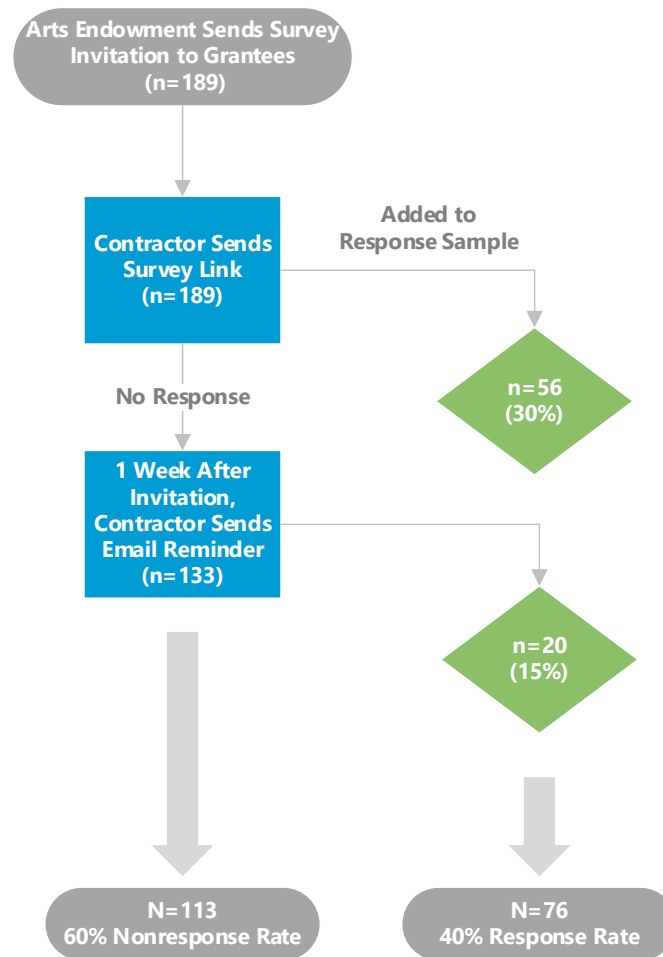 Arts Endowment Sends Survey
Invitation to Grantees
(n=189)
Contractor Sends
Survey Link
(n=189)
Added to
Response Sample
n=56
(30%)
No Response
1 Week After
Invitation,
Contractor Sends
Email Reminder
(n=133)
n=20
(15%)
N=113
60% Nonresponse Rate
N=76
40% Response Rate